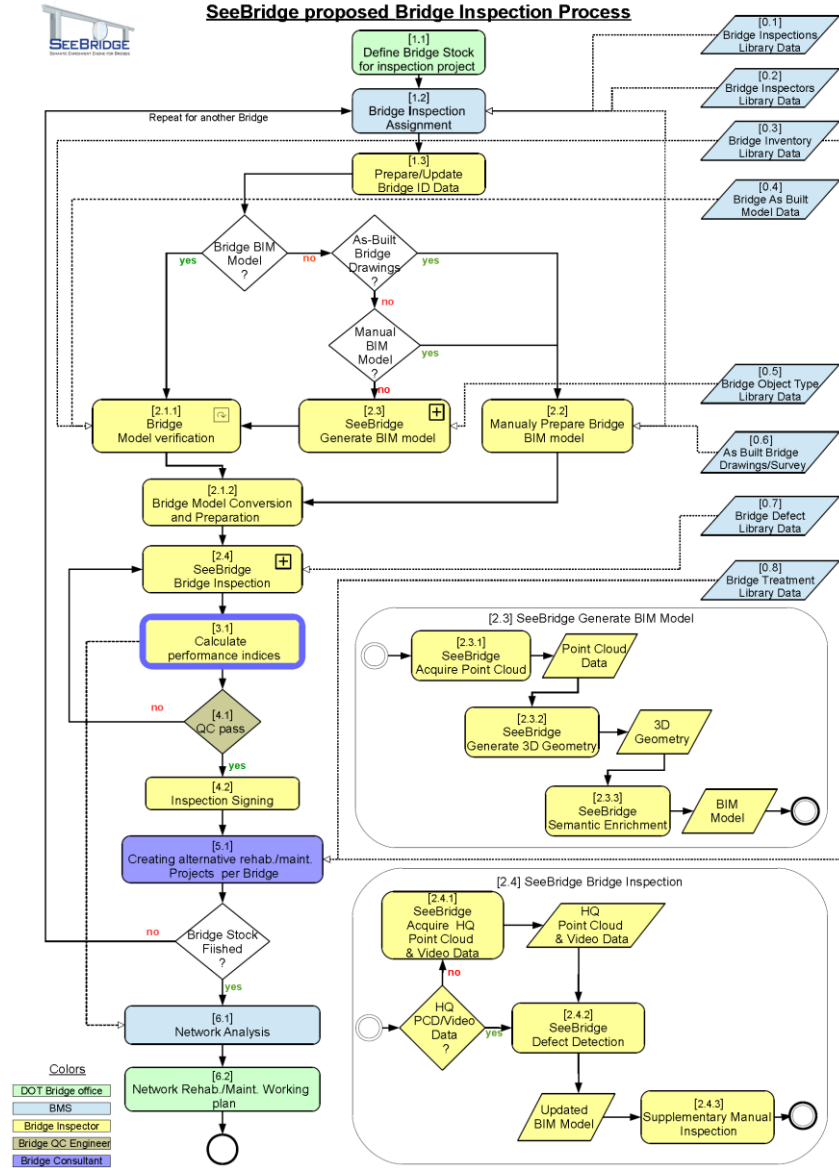 SeeBridge proposed Bridge Inspection Process
SEEBRIDGE
SEMANTIC ENRICHMENT ENGINE FOR BRIDGES
[1.1]
Define Bridge Stock
for inspection project
[0.1]
Bridge Inspections
Library Data
[1.2]
Bridge Inspection
Assignment
Repeat for another Bridge
[0.2]
Bridge Inspectors
Library Data
[0.3]
Bridge Inventory
Library Data
[1.3]
Prepare/Update
Bridge ID Data
[0.4]
Bridge As Built
Model Data
Bridge BIM
Model
?
yes
no
As-Built
Bridge
Drawings
?
yes
no
Manual
BIM
Model
?
yes
no
[0.5]
Bridge Object Type
Library Data
[2.1.1]
Bridge
Model verification
[2.3]
SeeBridge
Generate BIM model
[2.2]
Manualy Prepare Bridge
BIM model
[0.6]
As Built Bridge
Drawings/Survey
[2.1.2]
Bridge Model Conversion
and Preparation
[0.7]
Bridge Defect
Library Data
[2.4]
SeeBridge
Bridge Inspection
[0.8]
Bridge Treatment
Library Data
[3.1]
Calculate
performance indices
[4.1]
QC pass
no
yes
[4.2]
Inspection Signing
[5.1]
Creating alternative rehab./maint.
Projects per Bridge
Bridge Stock
Fiished
?
no
yes
[6.1]
Network Analysis
[6.2]
Network Rehab./Maint. Working
plan
[2.3] SeeBridge Generate BIM Model
[2.3.1]
SeeBridge
Acquire Point Cloud
Point Cloud
Data
[2.3.2]
SeeBridge
Generate 3D Geometry
3D
Geometry
[2.3.3]
SeeBridge
Semantic Enrichment
BIM
Model
[2.4] SeeBridge Bridge Inspection
[2.4.1]
SeeBridge
Acquire HQ
Point Cloud
& Video Data
HQ
Point Cloud
& Video Data
no
HQ
PCD/Video
Data
?
yes
[2.4.2]
SeeBridge
Defect Detection
Updated
BIM Model
[2.4.3]
Supplementary Manual
Inspection
Colors
DOT Bridge office
BMS
Bridge Inspector
Bridge QC Engineer
Bridge Consultant